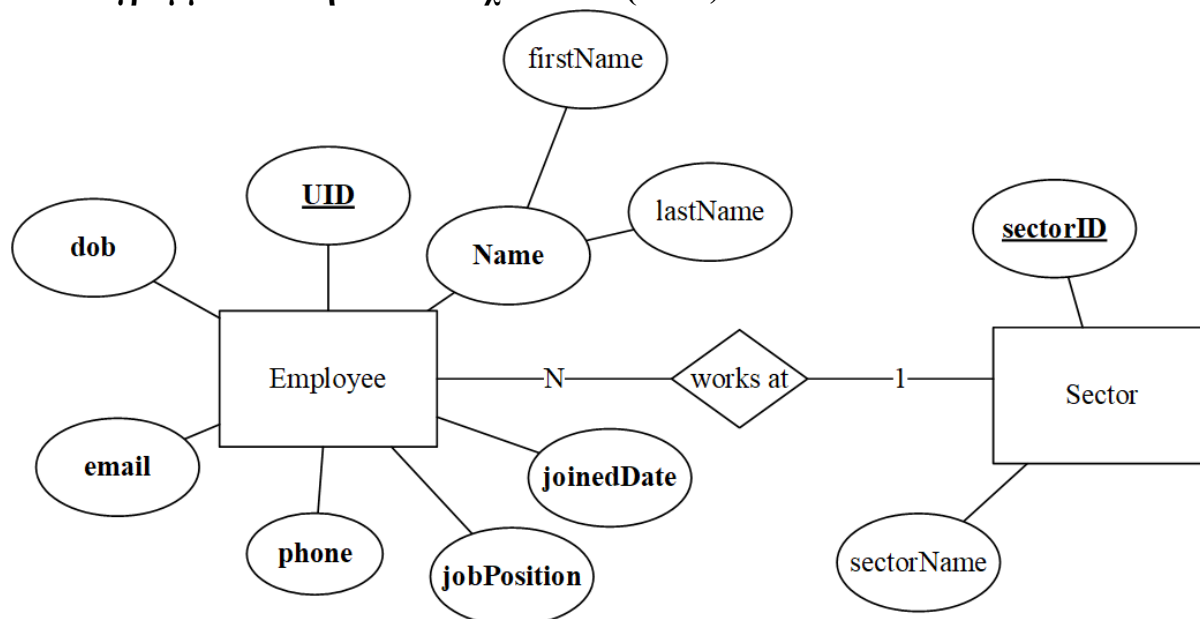 firstName
UID
lastName
dob
Name
sectorID
Employee
N
works at
1
Sector
email
joinedDate
phone
jobPosition
sectorName